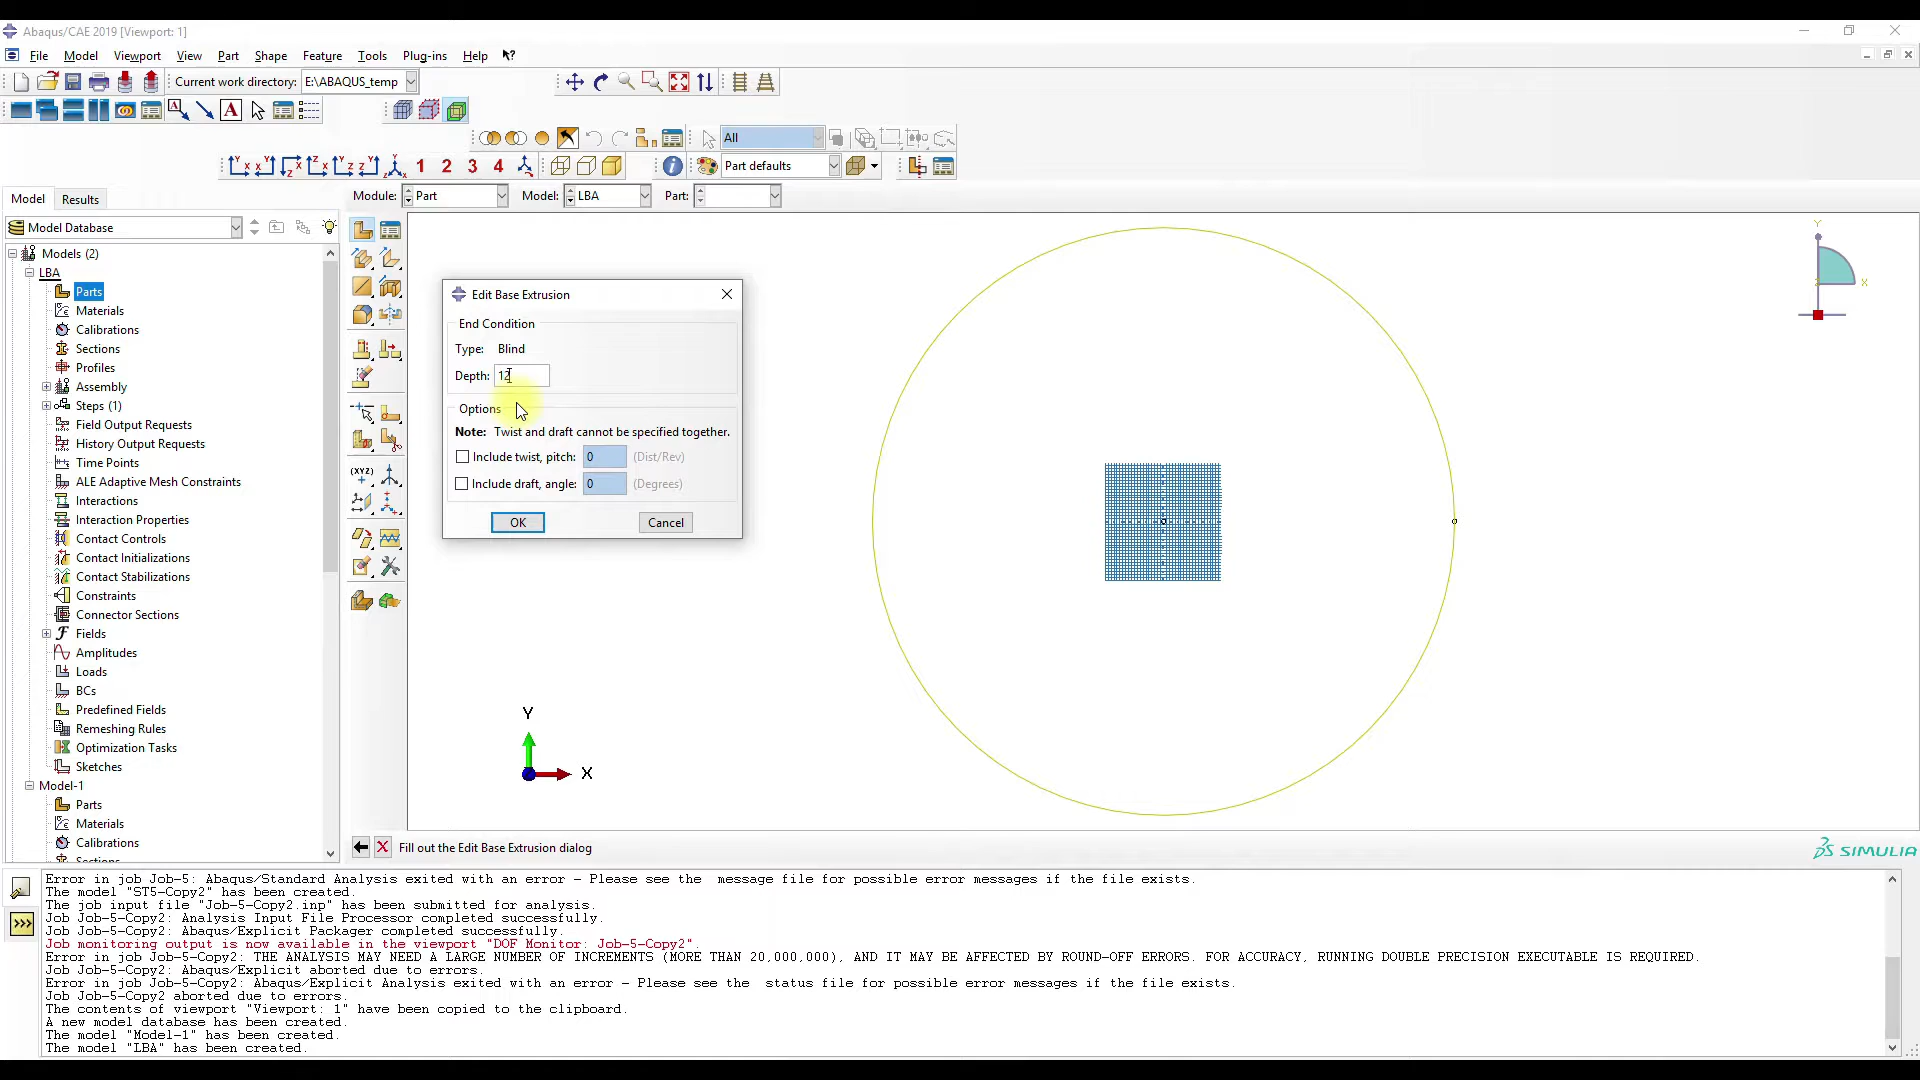 Abaqus/CAE 2019 [Viewport: 1]
File Model Viewport View Part Shape Feature Tools Plug-ins Help
Current work directory: E:\ABAQUS_temp
All
1 2 3 4
Part defaults
Model Results
Module: Part Model: LBA Part:
Model Database
Models (2)
LBA
Parts
Materials
Calibrations
Sections
Profiles
Assembly
Steps (1)
Field Output Requests
History Output Requests
Time Points
ALE Adaptive Mesh Constraints
Interactions
Interaction Properties
Contact Controls
Contact Initializations
Contact Stabilizations
Constraints
Connector Sections
Fields
Amplitudes
Loads
BCs
Predefined Fields
Remeshing Rules
Optimization Tasks
Sketches
Model-1
Parts
Materials
Calibrations
Sections
Edit Base Extrusion
End Condition
Type: Blind
Depth: 12
Options
Note: Twist and draft cannot be specified together.
Include twist, pitch: 0 (Dist/Rev)
Include draft, angle: 0 (Degrees)
OK Cancel
Y
X
Y
X
Fill out the Edit Base Extrusion dialog
SIMULIA
Error in job Job-5: Abaqus/Standard Analysis exited with an error - Please see the message file for possible error messages if the file exists.
The model "ST5-Copy2" has been created.
The job input file "Job-5-Copy2.inp" has been submitted for analysis.
Job Job-5-Copy2: Analysis Input File Processor completed successfully.
Job Job-5-Copy2: Abaqus/Explicit Packager completed successfully.
Job monitoring output is now available in the viewport "DOF Monitor: Job-5-Copy2".
Error in job Job-5-Copy2: THE ANALYSIS MAY NEED A LARGE NUMBER OF INCREMENTS (MORE THAN 20,000,000), AND IT MAY BE AFFECTED BY ROUND-OFF ERRORS. FOR ACCURACY, RUNNING DOUBLE PRECISION EXECUTABLE IS REQUIRED.
Job Job-5-Copy2: Abaqus/Explicit aborted due to errors.
Error in job Job-5-Copy2: Abaqus/Explicit Analysis exited with an error - Please see the status file for possible error messages if the file exists.
Job Job-5-Copy2 aborted due to errors.
The contents of viewport "Viewport: 1" have been copied to the clipboard.
A new model database has been created.
The model "Model-1" has been created.
The model "LBA" has been created.